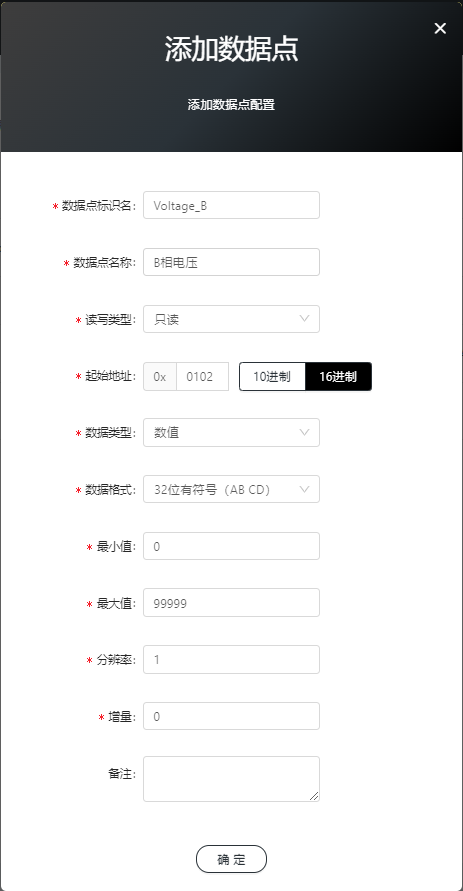 添加数据点
添加数据点配置
* 数据点标识名: Voltage_B
* 数据点名称: B相电压
* 读写类型: 只读
* 起始地址: 0x 0102 10进制 16进制
* 数据类型: 数值
* 数据格式: 32位有符号（AB CD）
* 最小值: 0
* 最大值: 99999
* 分辨率: 1
* 增量: 0
备注:
确 定